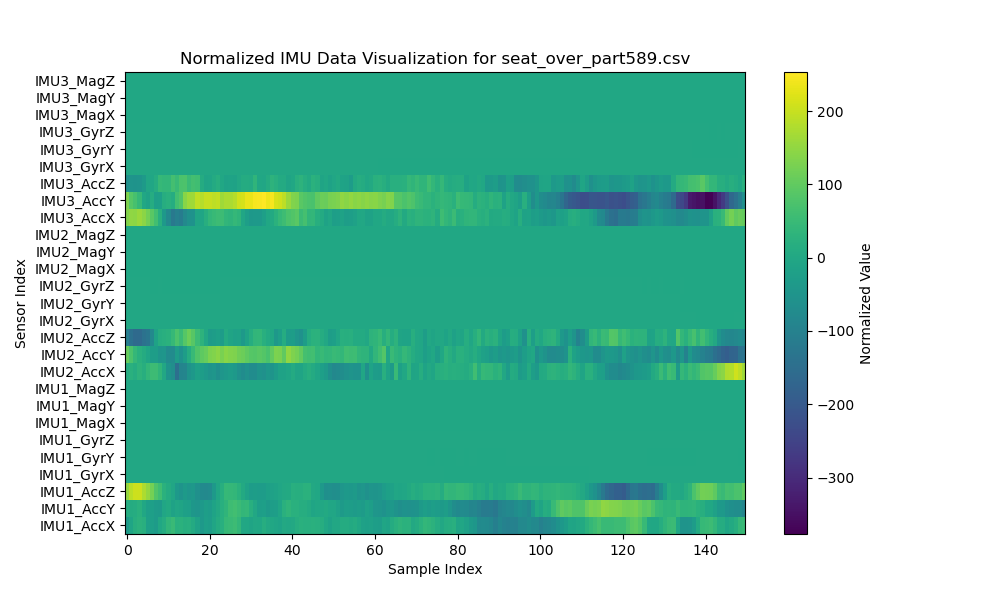 Normalized IMU Data Visualization for seat_over_part589.csv
IMU3_MagZ
IMU3_MagY
IMU3_MagX
IMU3_GyrZ
IMU3_GyrY
IMU3_GyrX
IMU3_AccZ
IMU3_AccY
IMU3_AccX
IMU2_MagZ
IMU2_MagY
IMU2_MagX
IMU2_GyrZ
IMU2_GyrY
IMU2_GyrX
IMU2_AccZ
IMU2_AccY
IMU2_AccX
IMU1_MagZ
IMU1_MagY
IMU1_MagX
IMU1_GyrZ
IMU1_GyrY
IMU1_GyrX
IMU1_AccZ
IMU1_AccY
IMU1_AccX
Sensor Index
0 20 40 60 80 100 120 140
Sample Index
200
100
0
−100
−200
−300
Normalized Value